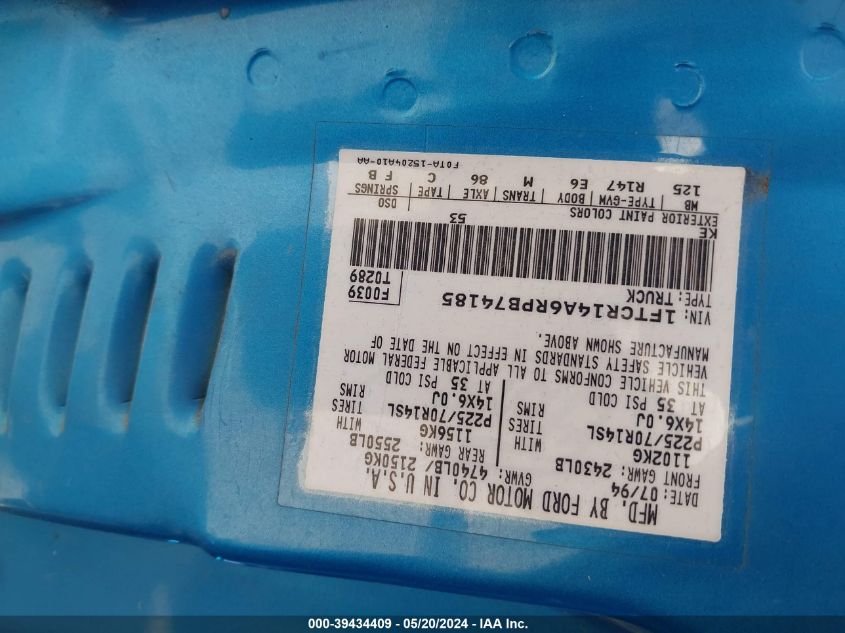 MFD. BY FORD MOTOR CO. IN U.S.A.
DATE: 07/94 GVWR: 4740LB/ 2150KG
FRONT GAWR: 2430LB REAR GAWR: 2550LB
1102KG 1156KG
P225/70R14SL WITH TIRES P225/70R14SL WITH TIRES
14X6.0J RIMS 14X6.0J RIMS
AT 35 PSI COLD AT 35 PSI COLD
THIS VEHICLE CONFORMS TO ALL APPLICABLE FEDERAL MOTOR
VEHICLE SAFETY STANDARDS IN EFFECT ON THE DATE OF
MANUFACTURE SHOWN ABOVE.
VIN: 1FTCR14A6RPB74185 F0039
TYPE: TRUCK T0289
KE 53
EXTERIOR PAINT COLORS DSO
WB TYPE-GVM BODY TRANS AXLE TAPE SPRINGS
125 R147 E6 M 86 C F B
F0TA-15204A10-AA
000-39434409 - 05/20/2024 - IAA Inc.